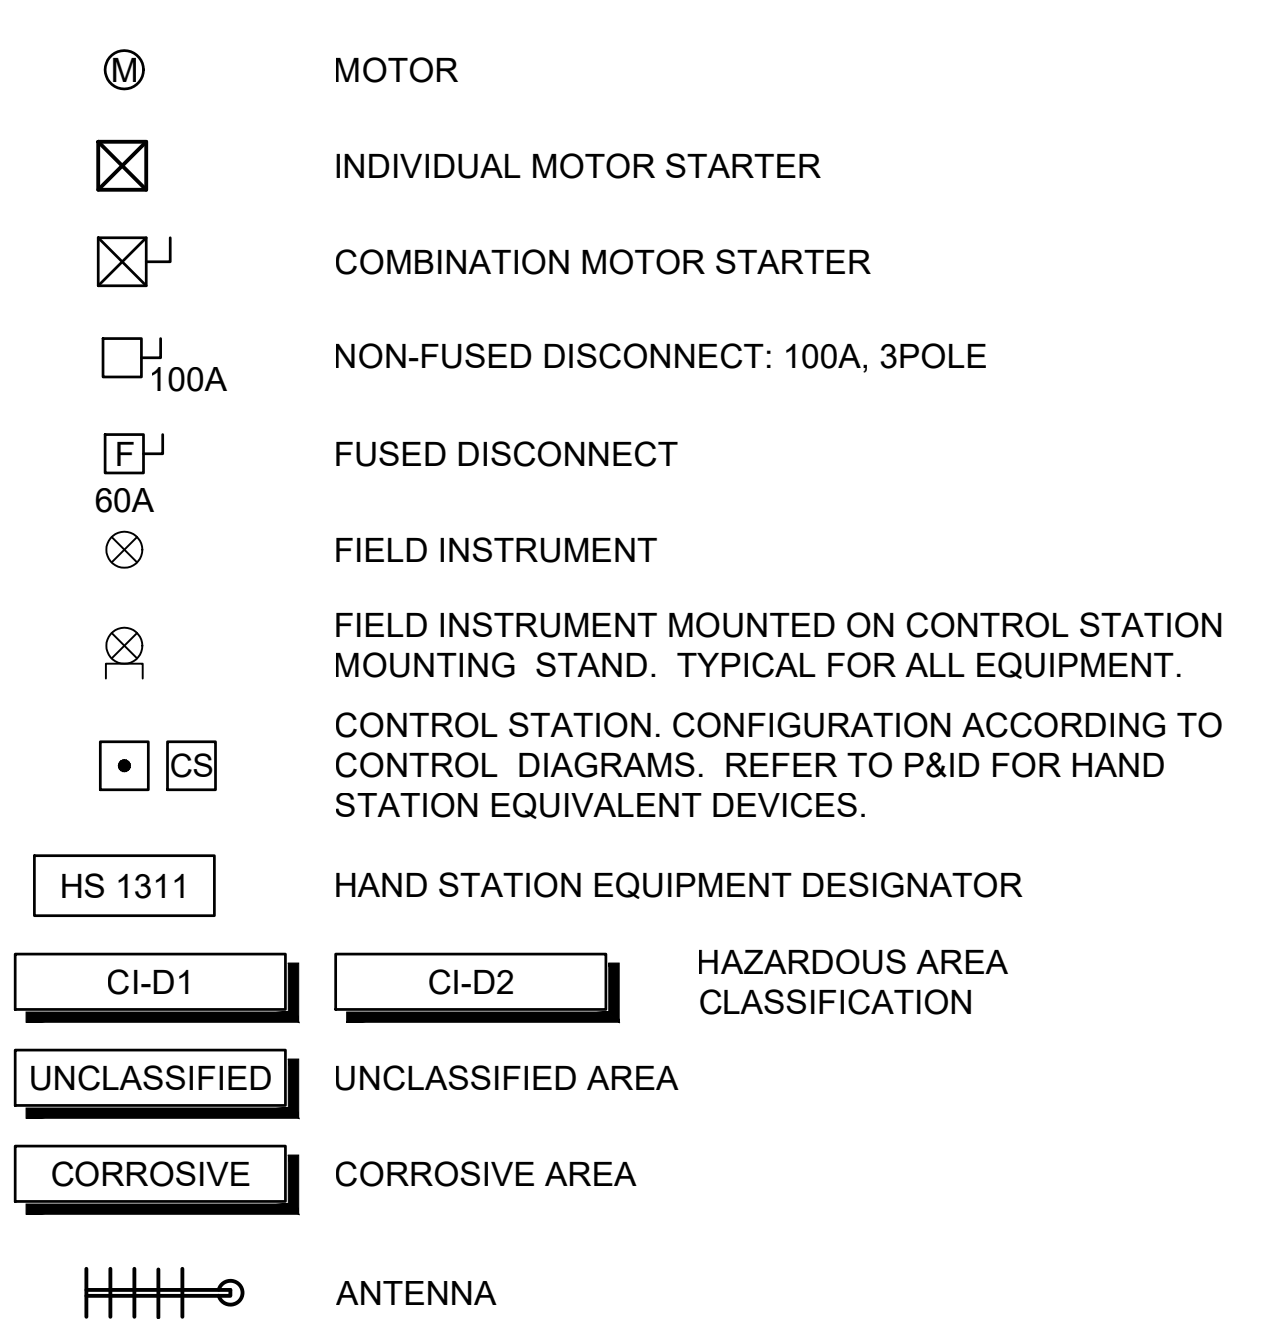 M MOTOR
INDIVIDUAL MOTOR STARTER
COMBINATION MOTOR STARTER
NON-FUSED DISCONNECT: 100A, 3POLE
100A
F FUSED DISCONNECT
60A
FIELD INSTRUMENT
FIELD INSTRUMENT MOUNTED ON CONTROL STATION
MOUNTING STAND. TYPICAL FOR ALL EQUIPMENT.
CONTROL STATION. CONFIGURATION ACCORDING TO
CS CONTROL DIAGRAMS. REFER TO P&ID FOR HAND
STATION EQUIVALENT DEVICES.
HS 1311 HAND STATION EQUIPMENT DESIGNATOR
CI-D1 CI-D2 HAZARDOUS AREA
CLASSIFICATION
UNCLASSIFIED UNCLASSIFIED AREA
CORROSIVE CORROSIVE AREA
ANTENNA